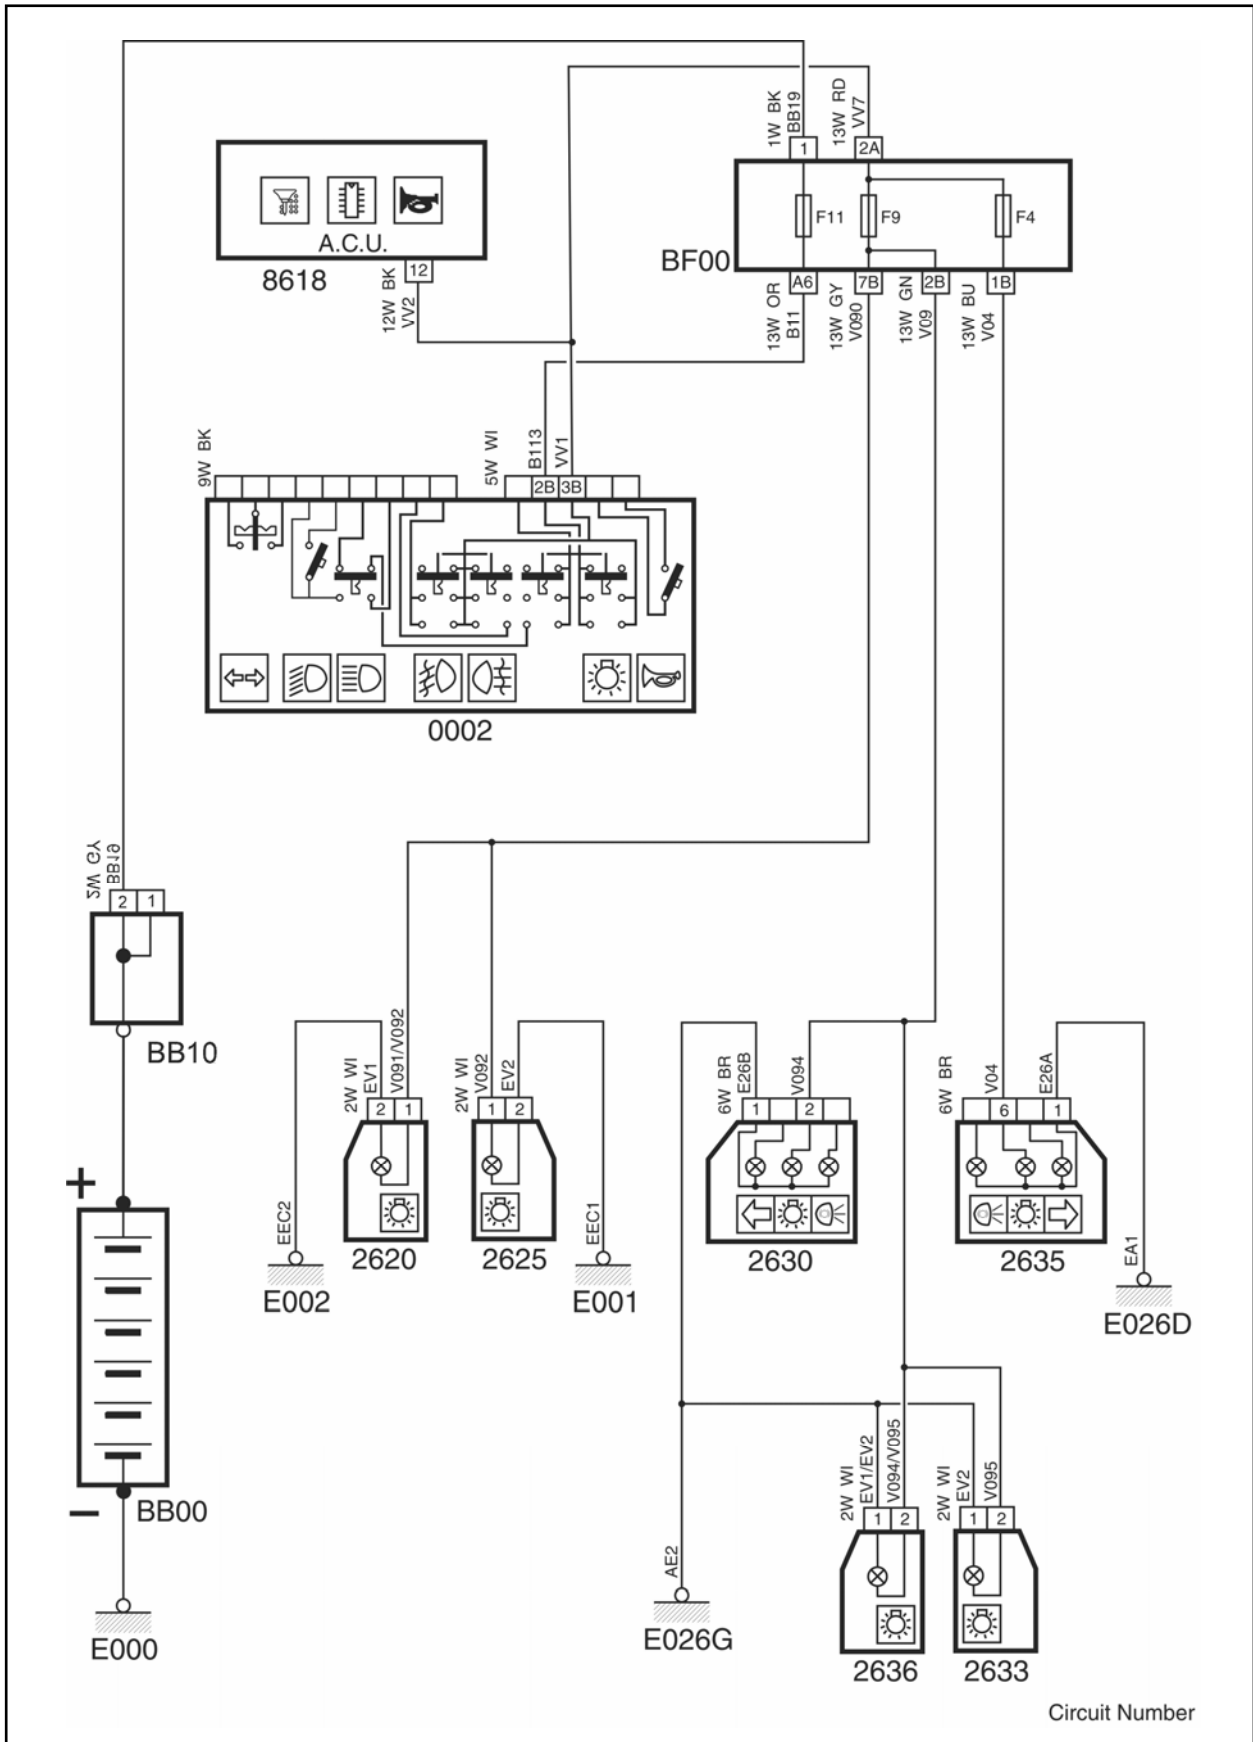 1W BK
BB19
13W RD
VV7
1
2A
F11
F9
F4
BF00
A6
7B
2B
1B
13W OR
B11
13W GY
V090
13W GN
V09
13W BU
V04
A.C.U.
8618
12
12W BK
VV2
9W BK
5W WI
B113
VV1
2B
3B
0002
2W GY
BB19
2
1
BB10
+
BB00
−
E000
2W WI
EV1
V091/V092
2
1
2620
EEC2
E002
2W WI
V092
EV2
1
2
2625
EEC1
E001
6W BR
E26B
V094
1
2
2630
6W BR
V04
E26A
6
1
2635
EA1
E026D
AE2
E026G
2W WI
EV1/EV2
V094/V095
1
2
2636
2W WI
EV2
V095
1
2
2633
Circuit Number